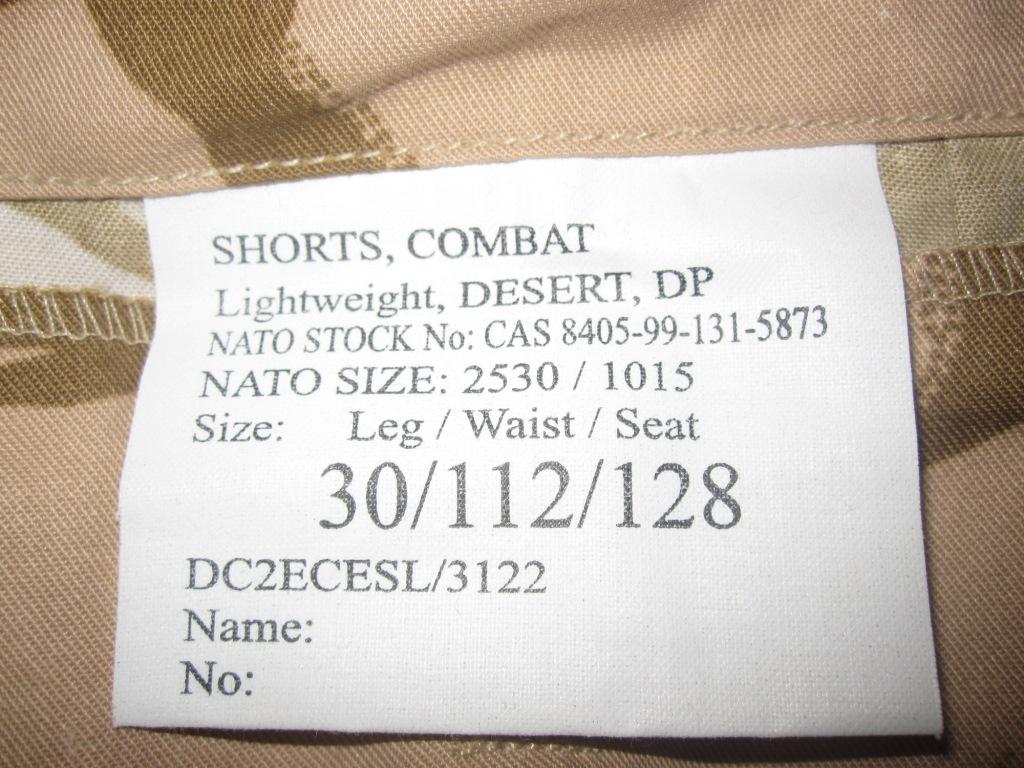 SHORTS, COMBAT
Lightweight, DESERT, DP
NATO STOCK No: CAS 8405-99-131-5873
NATO SIZE: 2530 / 1015
Size: Leg / Waist / Seat
30/112/128
DC2ECESL/3122
Name:
No: